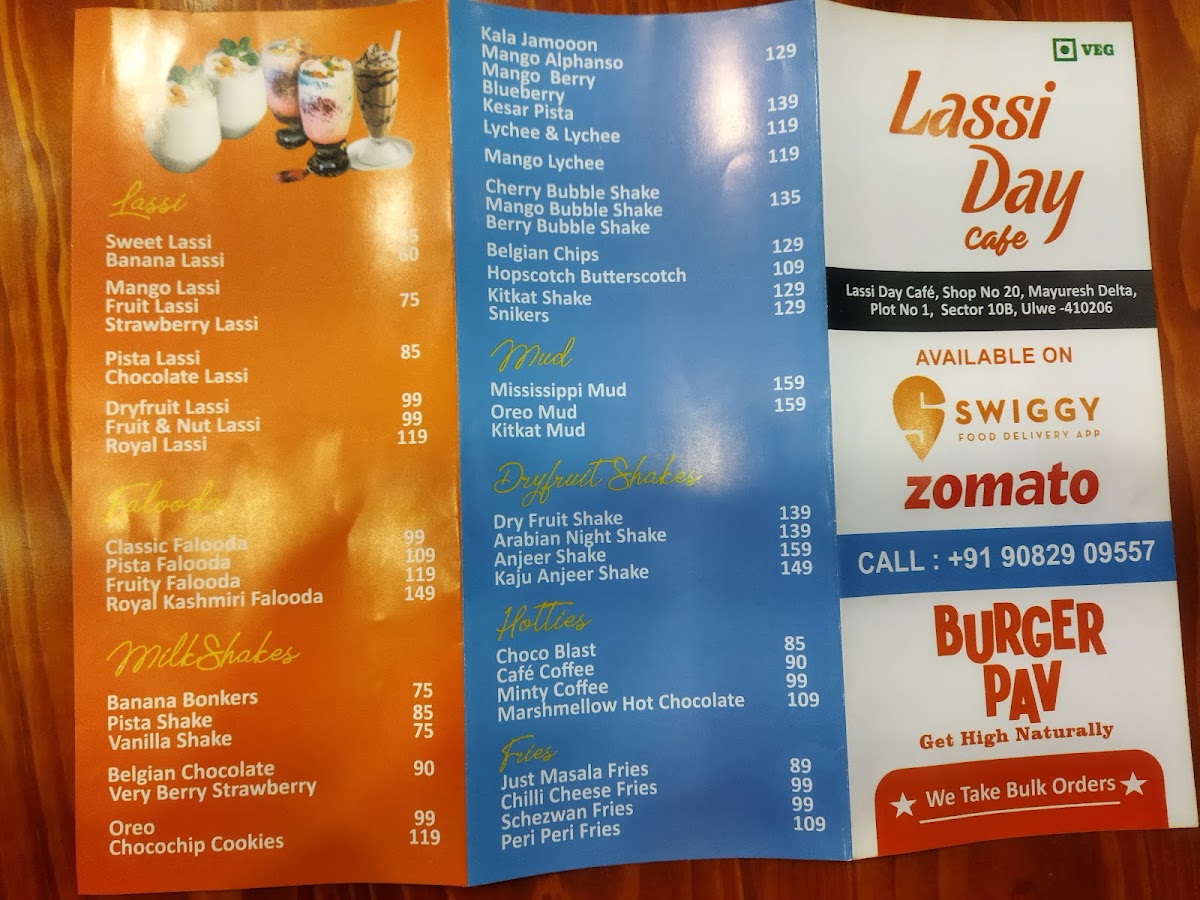 Lassi
Sweet Lassi
Banana Lassi 60
Mango Lassi
Fruit Lassi 75
Strawberry Lassi
Pista Lassi 85
Chocolate Lassi
Dryfruit Lassi 99
Fruit & Nut Lassi 99
Royal Lassi 119
Falooda
Classic Falooda 99
Pista Falooda 109
Fruity Falooda 119
Royal Kashmiri Falooda 149
MilkShakes
Banana Bonkers 75
Pista Shake 85
Vanilla Shake 75
Belgian Chocolate 90
Very Berry Strawberry
Oreo 99
Chocochip Cookies 119
Kala Jamooon
Mango Alphanso 129
Mango Berry
Blueberry
Kesar Pista 139
Lychee & Lychee 119
Mango Lychee 119
Cherry Bubble Shake
Mango Bubble Shake 135
Berry Bubble Shake
Belgian Chips 129
Hopscotch Butterscotch 109
Kitkat Shake 129
Snikers 129
Mud
Mississippi Mud 159
Oreo Mud 159
Kitkat Mud
Dryfruit Shakes
Dry Fruit Shake 139
Arabian Night Shake 139
Anjeer Shake 159
Kaju Anjeer Shake 149
Hotties
Choco Blast 85
Café Coffee 90
Minty Coffee 99
Marshmellow Hot Chocolate 109
Fries
Just Masala Fries 89
Chilli Cheese Fries 99
Schezwan Fries 99
Peri Peri Fries 109
VEG
Lassi
Day
Cafe
Lassi Day Café, Shop No 20, Mayuresh Delta,
Plot No 1, Sector 10B, Ulwe -410206
AVAILABLE ON
SWIGGY
FOOD DELIVERY APP
zomato
CALL : +91 90829 09557
BURGER
PAV
Get High Naturally
We Take Bulk Orders